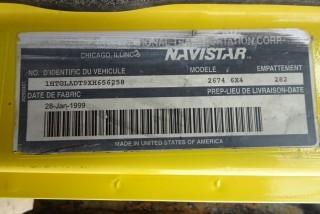 CHICAGO, ILLINOIS
NAVISTAR
NO. D'IDENTIFIC DU VEHICULE MODELE EMPATTEMENT
1HTGLADT9XH656258 2674 6X4 282
DATE DE FABRIC PREP-LIEU DE LIVRAISON-DATE
28-Jan-1999
MADE IN UNITED STATES OF AMERICA